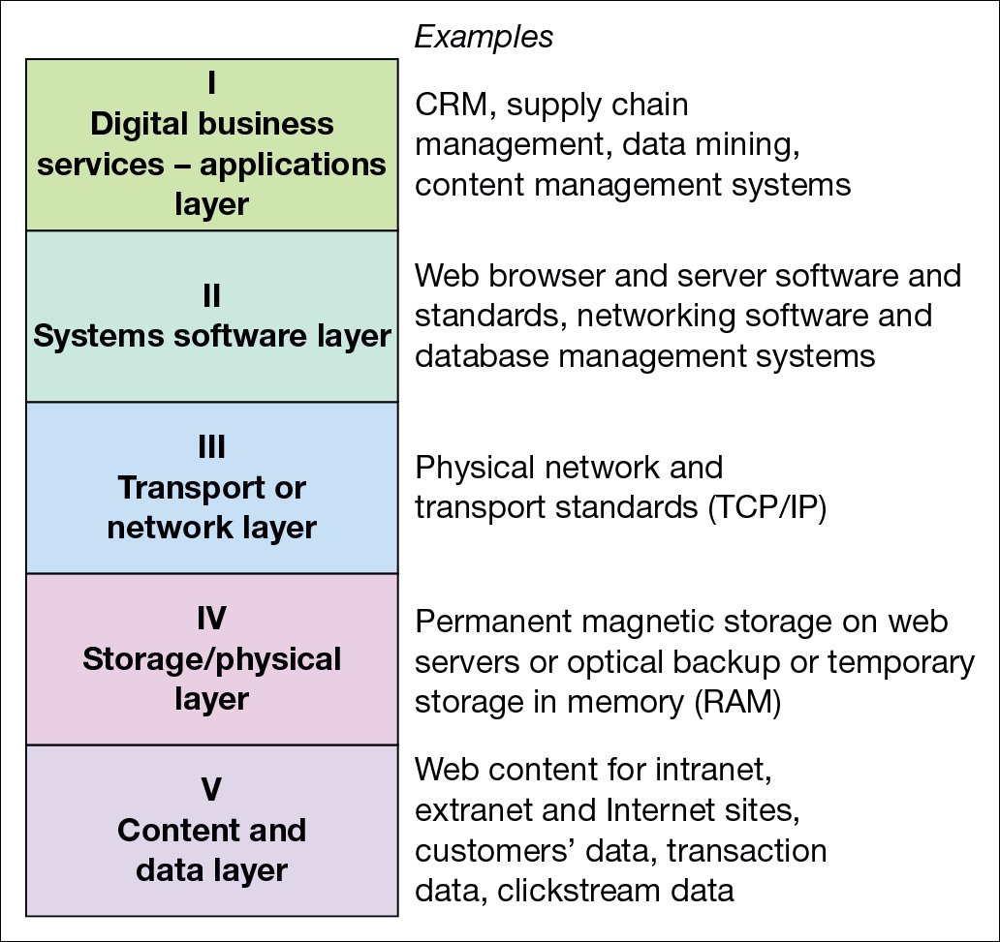 Examples
I
Digital business
services – applications
layer
CRM, supply chain
management, data mining,
content management systems
II
Systems software layer
Web browser and server software and
standards, networking software and
database management systems
III
Transport or
network layer
Physical network and
transport standards (TCP/IP)
IV
Storage/physical
layer
Permanent magnetic storage on web
servers or optical backup or temporary
storage in memory (RAM)
V
Content and
data layer
Web content for intranet,
extranet and Internet sites,
customers’ data, transaction
data, clickstream data